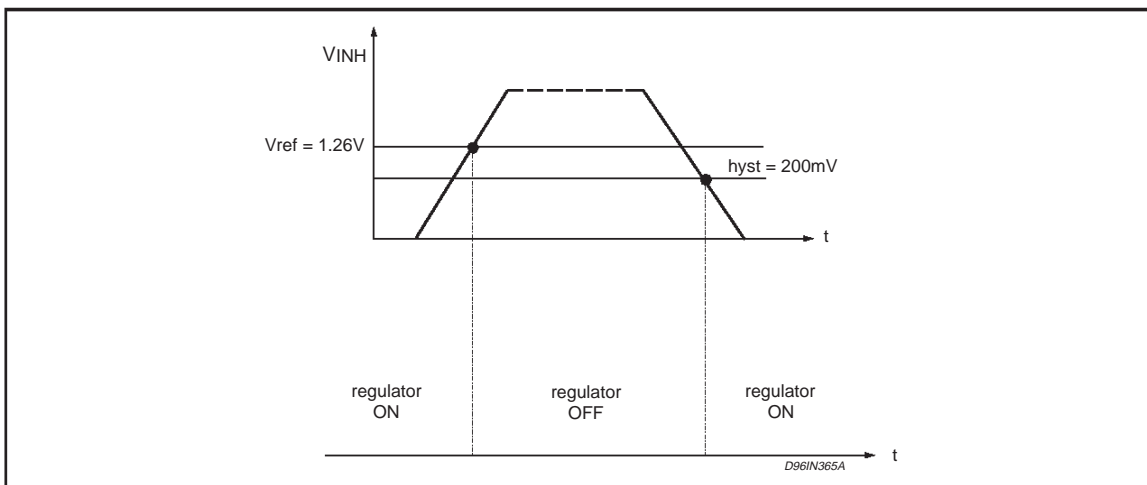 VINH
Vref = 1.26V
hyst = 200mV
t
regulator
ON
regulator
OFF
regulator
ON
t
D96IN365A